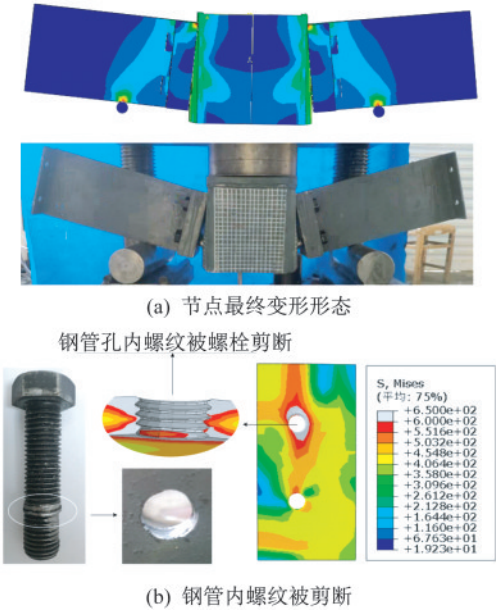 (a) 节点最终变形形态
钢管孔内螺纹被螺栓剪断
S, Mises
(平均: 75%)
+6.500e+02
+6.000e+02
+5.516e+02
+5.032e+02
+4.548e+02
+4.064e+02
+3.580e+02
+3.096e+02
+2.612e+02
+2.128e+02
+1.644e+02
+1.160e+02
+6.763e+01
+1.923e+01
(b) 钢管内螺纹被剪断